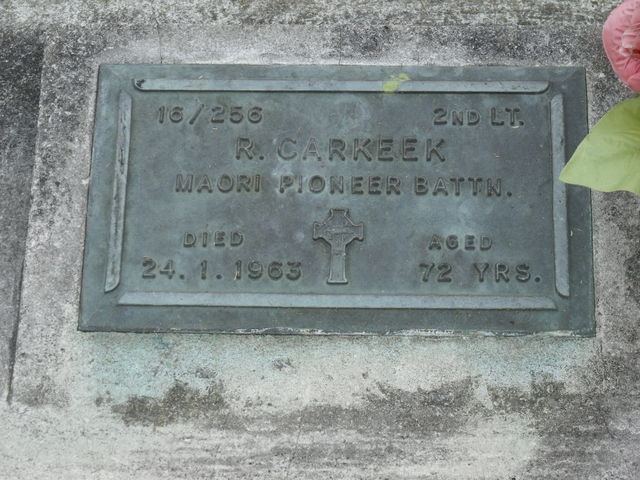 16/256 2ND LT.
R. CARKEEK
MAORI PIONEER BATTN.
DIED AGED
24.1.1963 72 YRS.